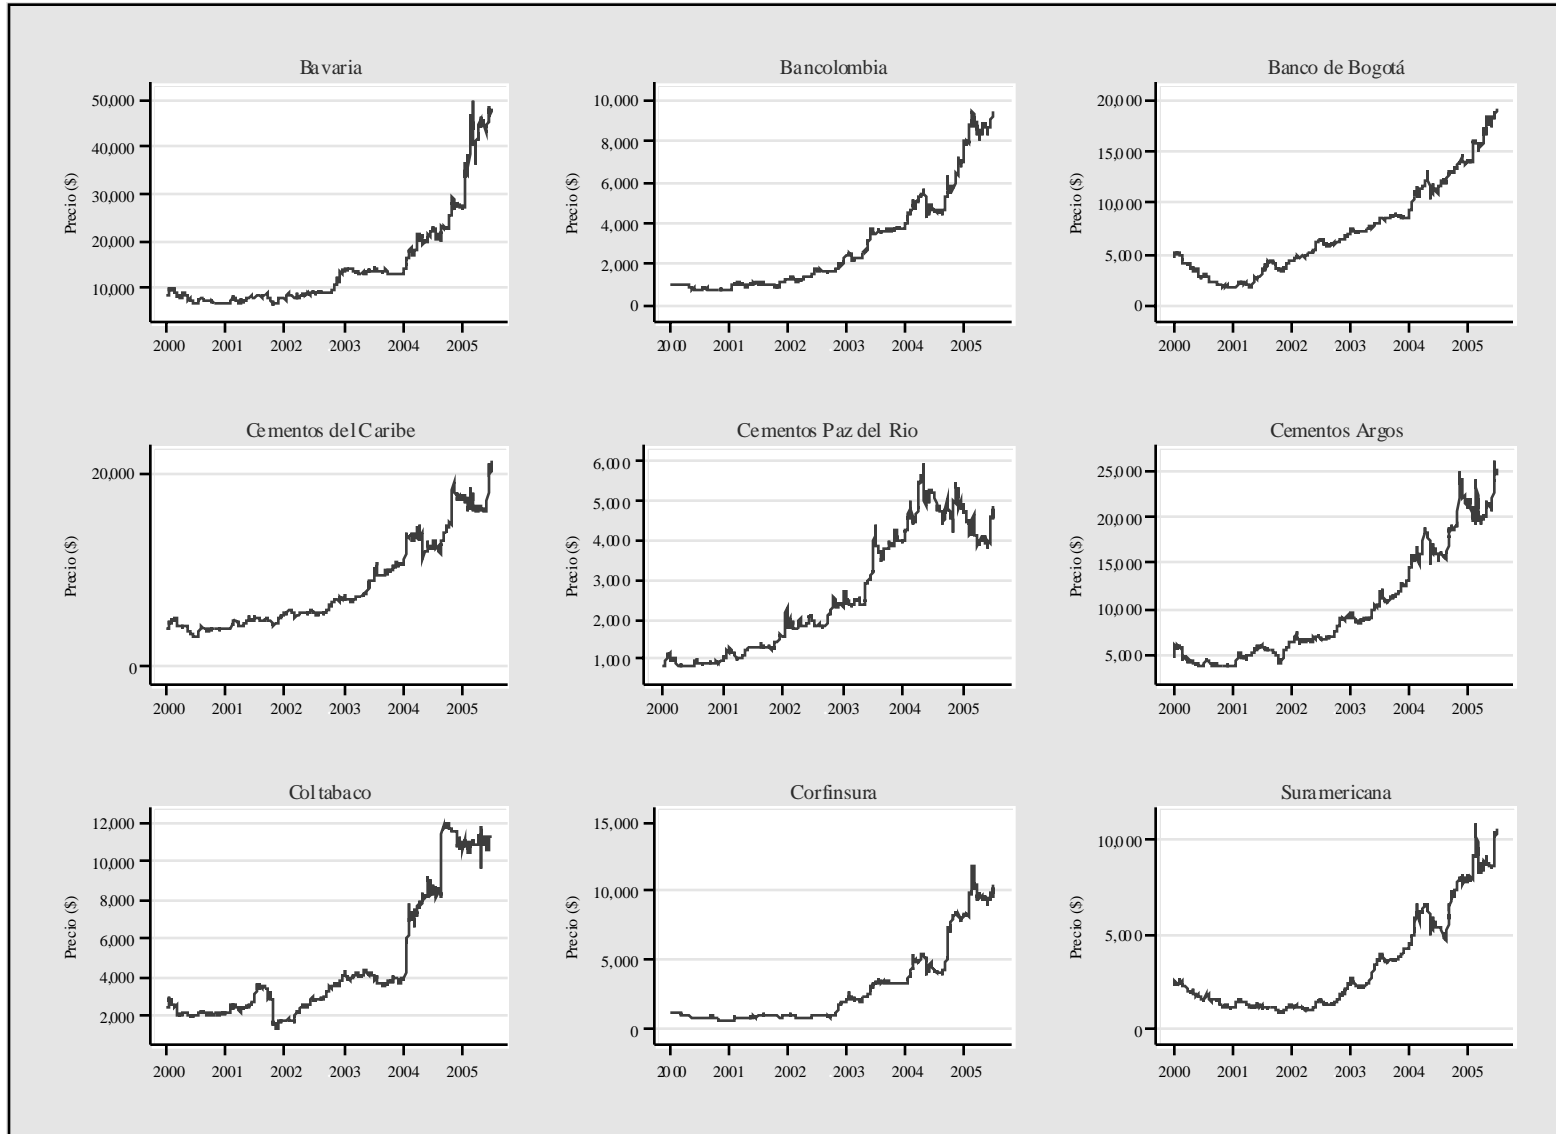 Bavaria
Precio ($)
50,000
40,000
30,000
20,000
10,000
2000 2001 2002 2003 2004 2005
Bancolombia
Precio ($)
10,000
8,000
6,000
4,000
2,000
0
2000 2001 2002 2003 2004 2005
Banco de Bogotá
Precio ($)
20,000
15,000
10,000
5,000
0
2000 2001 2002 2003 2004 2005
Cementos del Caribe
Precio ($)
20,000
0
2000 2001 2002 2003 2004 2005
Cementos Paz del Rio
Precio ($)
6,000
5,000
4,000
3,000
2,000
1,000
2000 2001 2002 2003 2004 2005
Cementos Argos
Precio ($)
25,000
20,000
15,000
10,000
5,000
2000 2001 2002 2003 2004 2005
Coltabaco
Precio ($)
12,000
10,000
8,000
6,000
4,000
2,000
2000 2001 2002 2003 2004 2005
Corfinsura
Precio ($)
15,000
10,000
5,000
0
2000 2001 2002 2003 2004 2005
Suramericana
Precio ($)
10,000
5,000
0
2000 2001 2002 2003 2004 2005